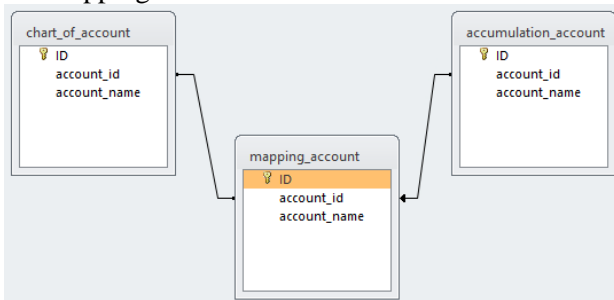 chart_of_account
ID
account_id
account_name
accumulation_account
ID
account_id
account_name
mapping_account
ID
account_id
account_name